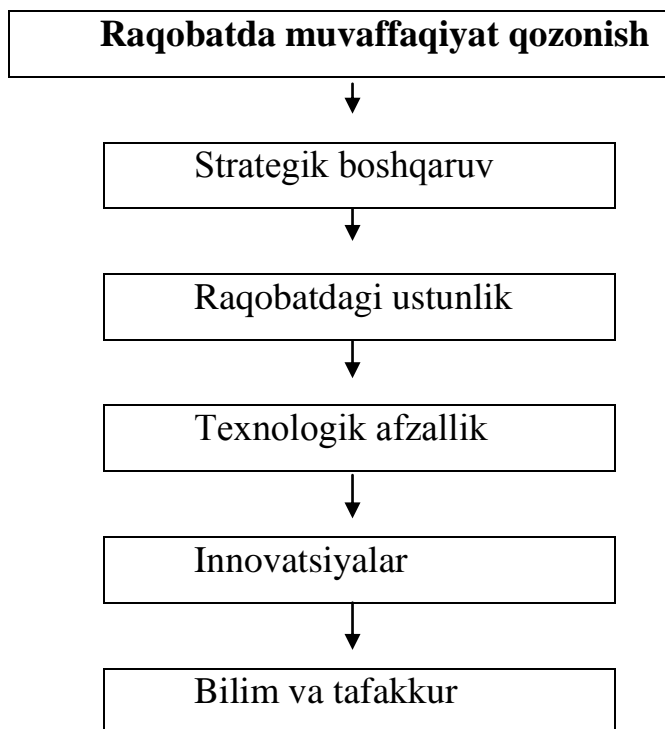 Raqobatda muvaffaqiyat qozonish
Strategik boshqaruv
Raqobatdagi ustunlik
Texnologik afzallik
Innovatsiyalar
Bilim va tafakkur